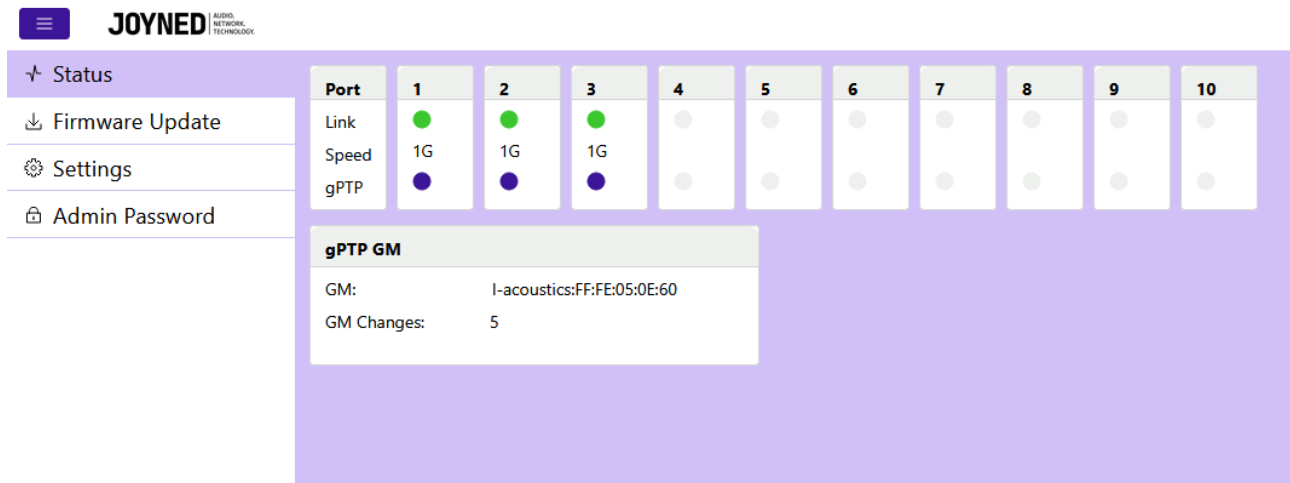 JOYNED AUDIO. NETWORK. TECHNOLOGY.
Status
Firmware Update
Settings
Admin Password
Port 1 2 3 4 5 6 7 8 9 10
Link
Speed 1G 1G 1G
gPTP
gPTP GM
GM: l-acoustics:FF:FE:05:0E:60
GM Changes: 5